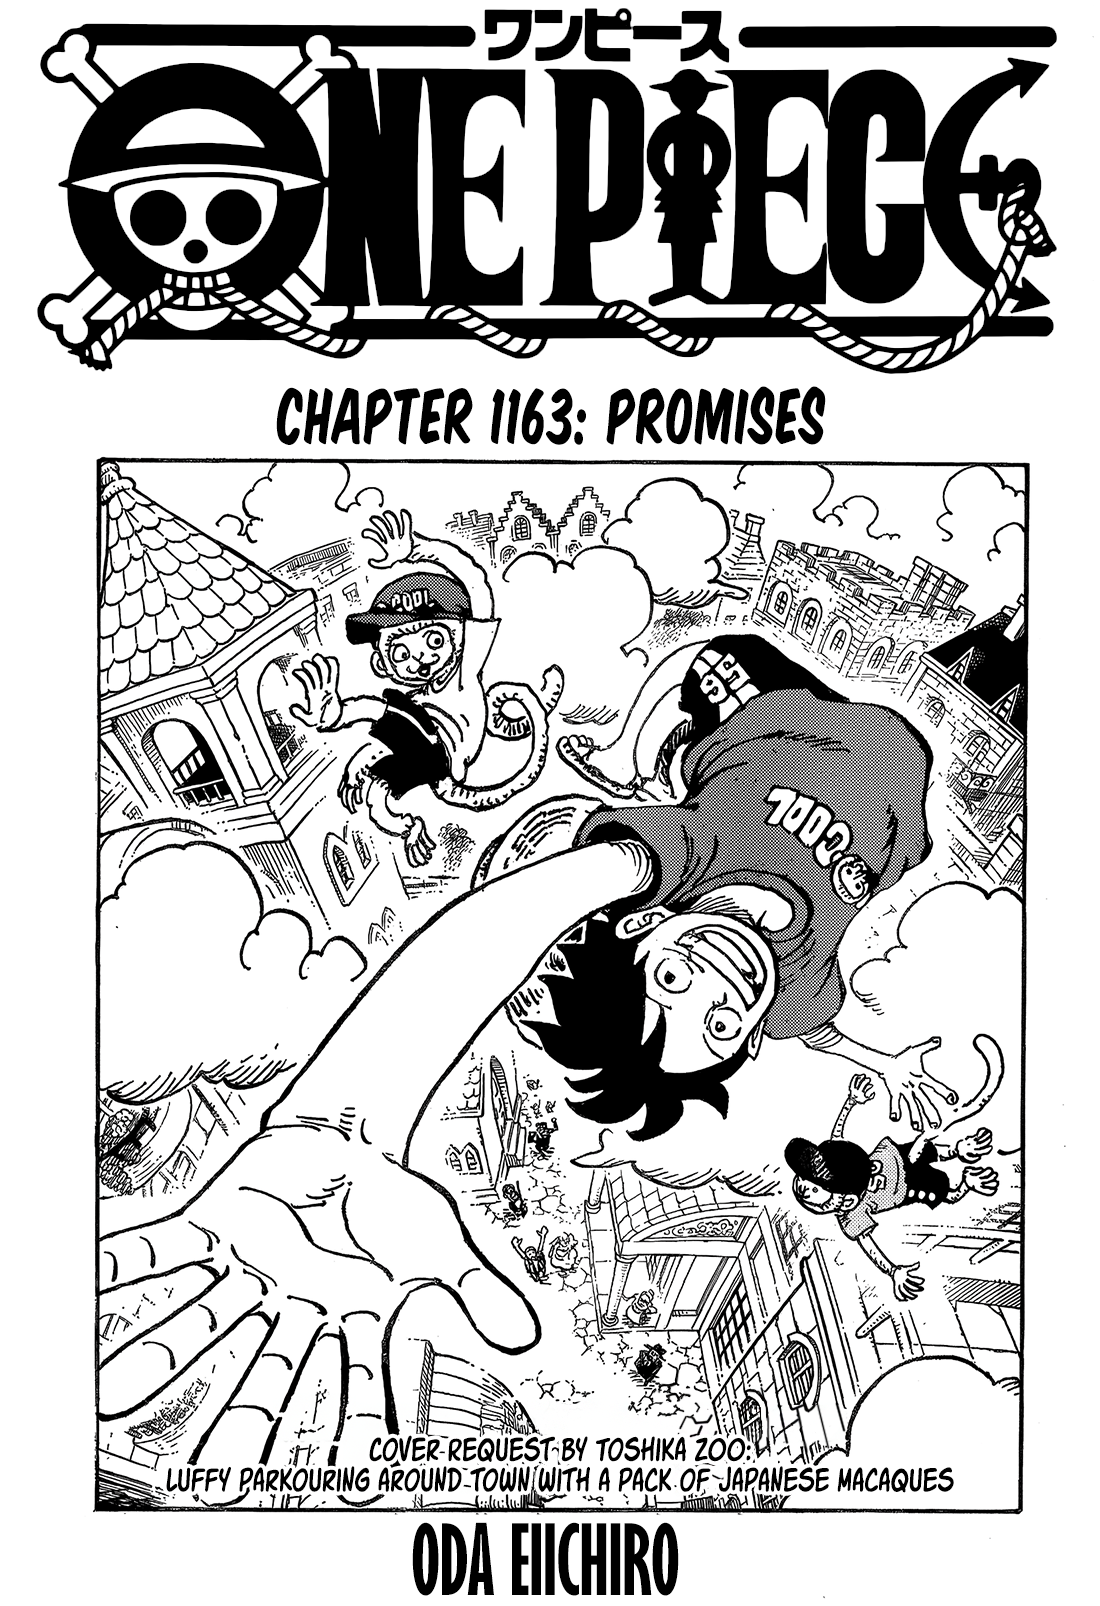 ワンピース
ONE PIECE
CHAPTER 1163: PROMISES
COOL
COOL
COVER REQUEST BY TOSHIKA ZOO:
LUFFY PARKOURING AROUND TOWN WITH A PACK OF JAPANESE MACAQUES
ODA EIICHIRO